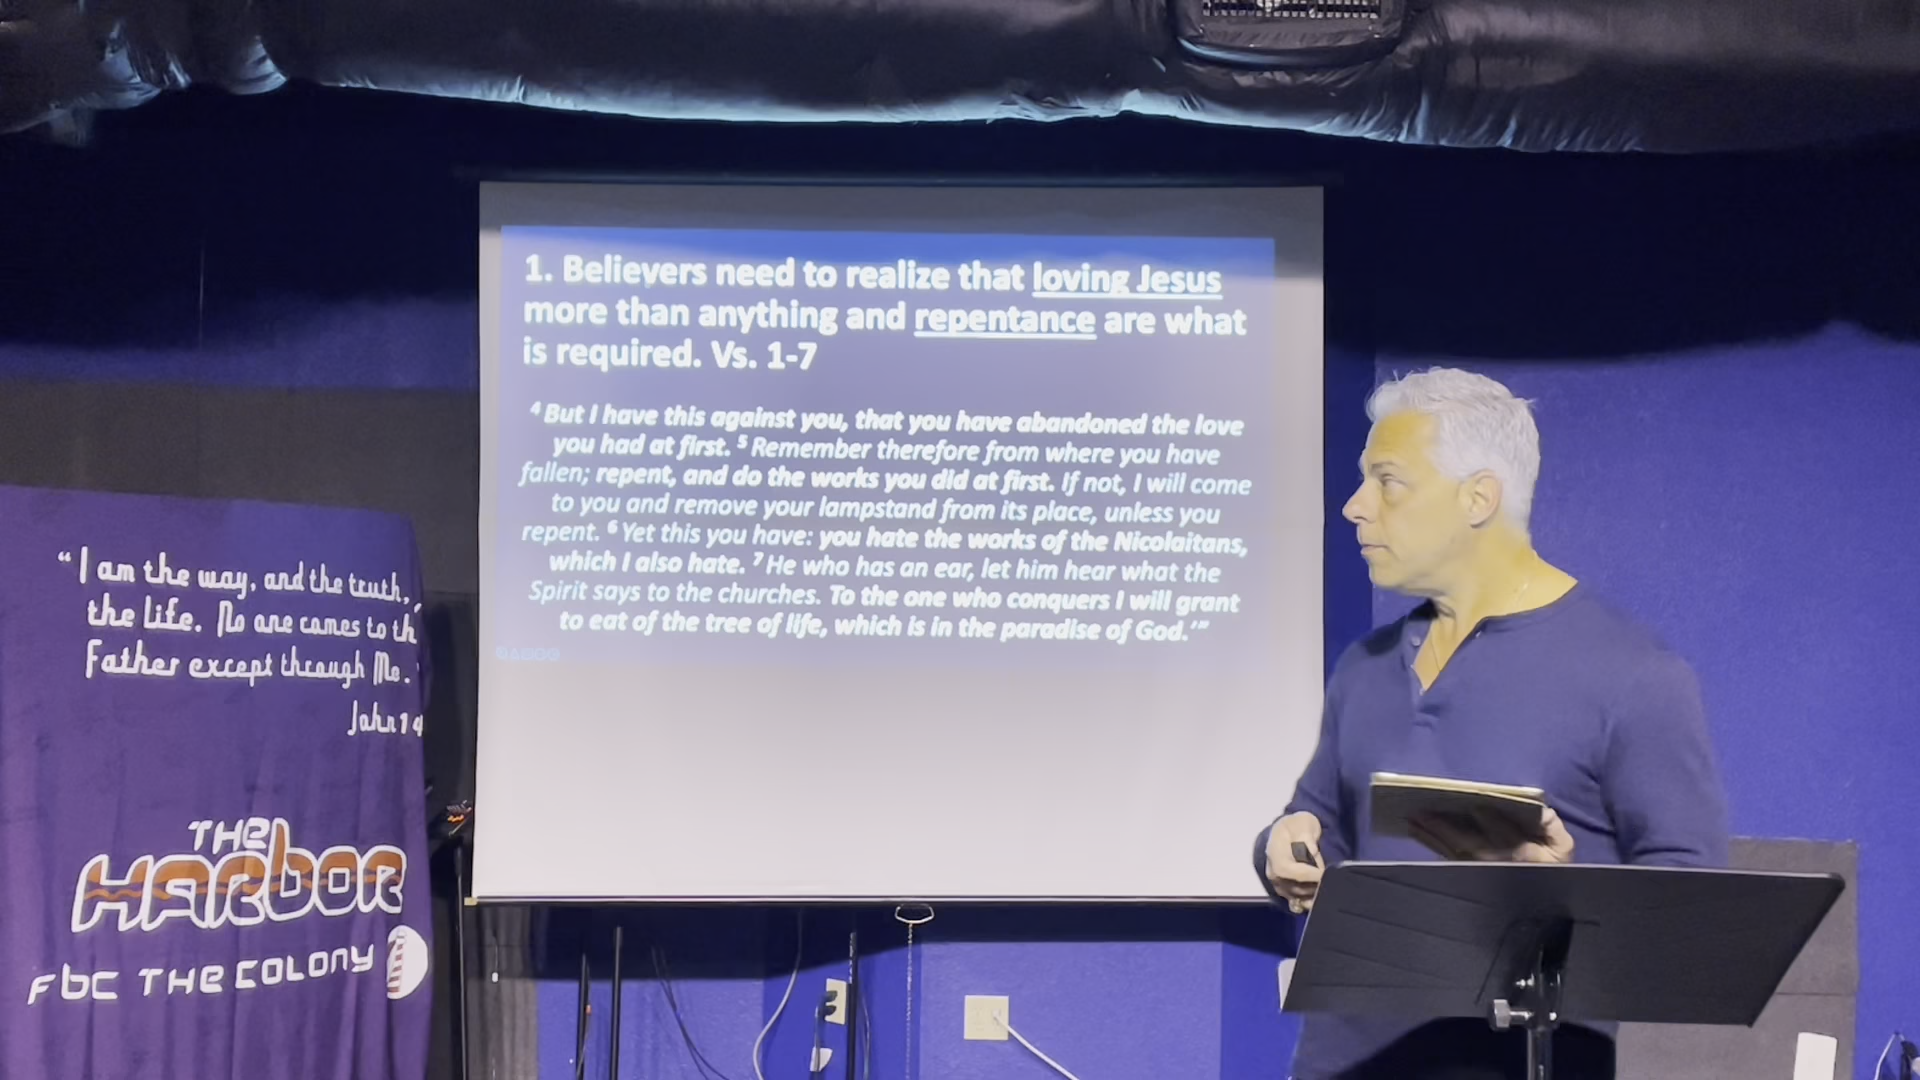 1. Believers need to realize that loving Jesus
more than anything and repentance are what
is required. Vs. 1-7
⁴ But I have this against you, that you have abandoned the love
you had at first. ⁵ Remember therefore from where you have
fallen; repent, and do the works you did at first. If not, I will come
to you and remove your lampstand from its place, unless you
repent. ⁶ Yet this you have: you hate the works of the Nicolaitans,
which I also hate. ⁷ He who has an ear, let him hear what the
Spirit says to the churches. To the one who conquers I will grant
to eat of the tree of life, which is in the paradise of God.’”
“I am the way, and the truth,
the life. No one comes to th
Father except through Me.
John 14
THE
HARBOR
FBC THE COLONY